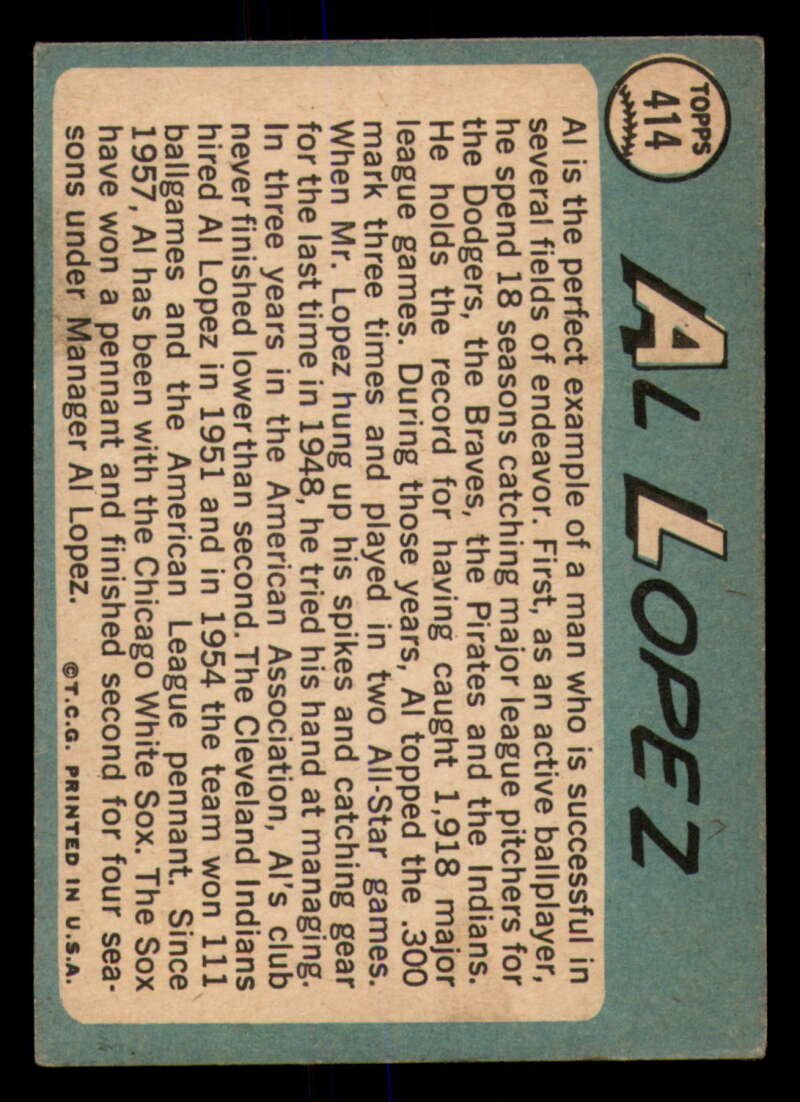 TOPPS
414
AL LOPEZ
Al is the perfect example of a man who is successful in
several fields of endeavor. First, as an active ballplayer,
he spend 18 seasons catching major league pitchers for
the Dodgers, the Braves, the Pirates and the Indians.
He holds the record for having caught 1,918 major
league games. During those years, Al topped the .300
mark three times and played in two All-Star games.
When Mr. Lopez hung up his spikes and catching gear
for the last time in 1948, he tried his hand at managing.
In three years in the American Association, Al's club
never finished lower than second. The Cleveland Indians
hired Al Lopez in 1951 and in 1954 the team won 111
ballgames and the American League pennant. Since
1957, Al has been with the Chicago White Sox. The Sox
have won a pennant and finished second for four sea-
sons under Manager Al Lopez.
©T.C.G. PRINTED IN U.S.A.